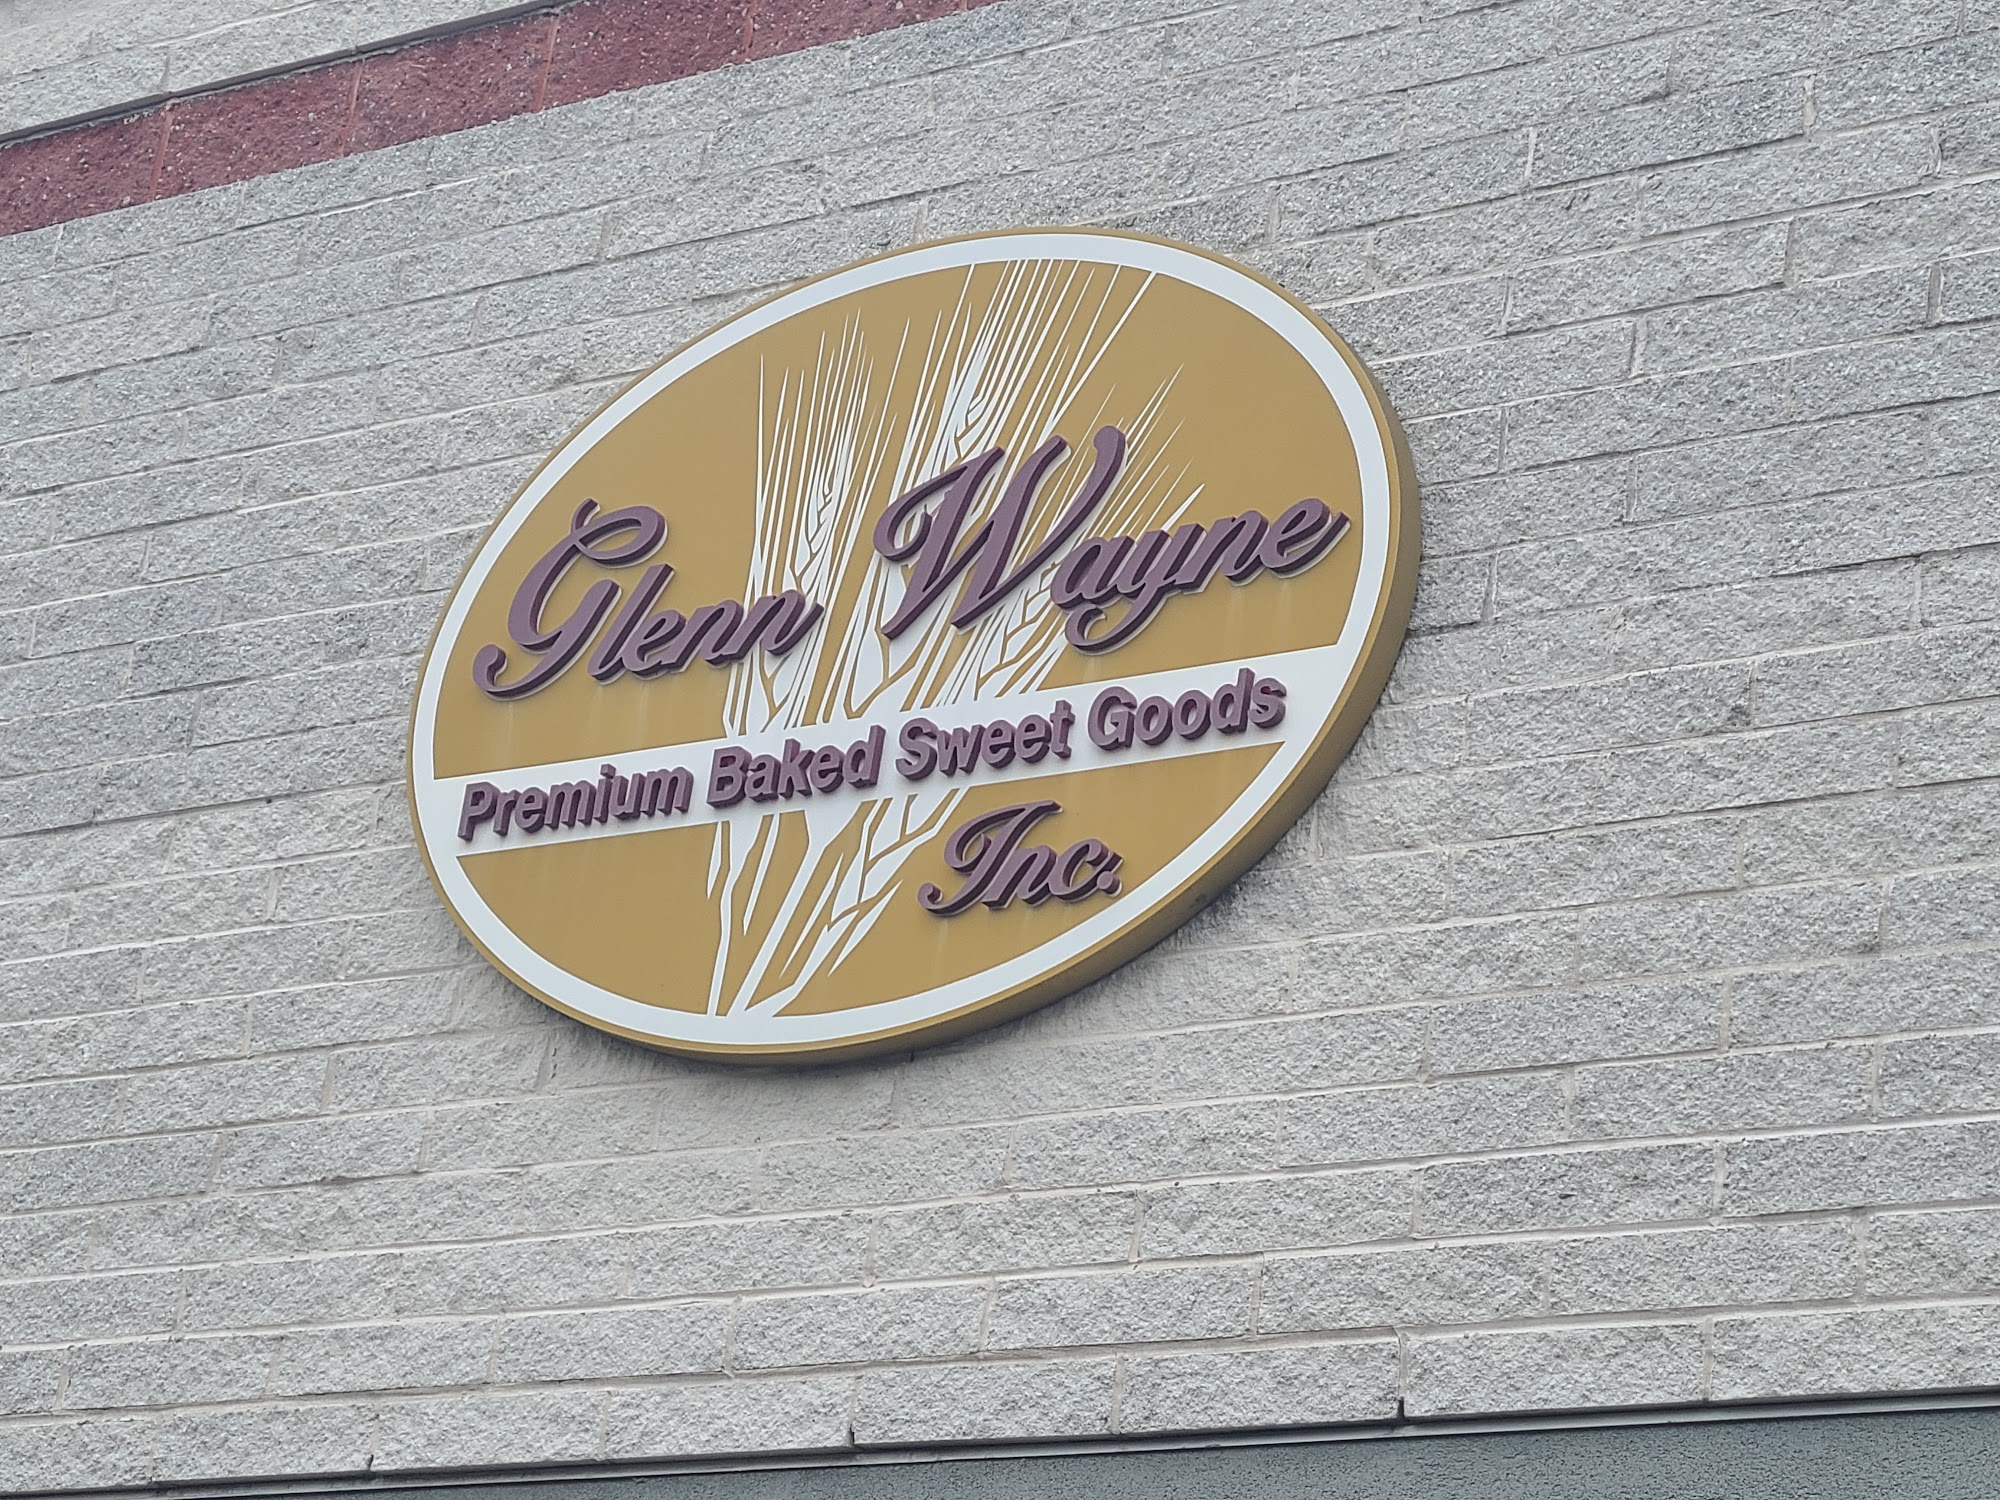 Glenn Wayne
Premium Baked Sweet Goods
Inc.